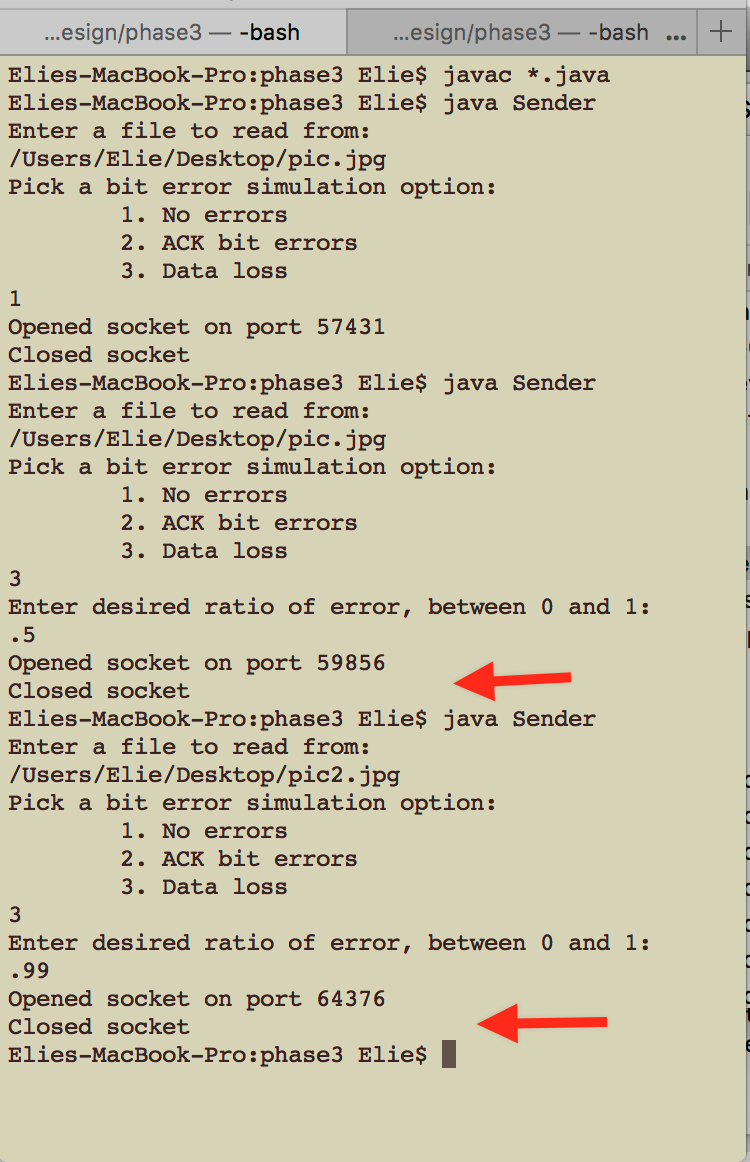 ...esign/phase3 — -bash
...esign/phase3 — -bash ... +
Elies-MacBook-Pro:phase3 Elie$ javac *.java
Elies-MacBook-Pro:phase3 Elie$ java Sender
Enter a file to read from:
/Users/Elie/Desktop/pic.jpg
Pick a bit error simulation option:
1. No errors
2. ACK bit errors
3. Data loss
1
Opened socket on port 57431
Closed socket
Elies-MacBook-Pro:phase3 Elie$ java Sender
Enter a file to read from:
/Users/Elie/Desktop/pic.jpg
Pick a bit error simulation option:
1. No errors
2. ACK bit errors
3. Data loss
3
Enter desired ratio of error, between 0 and 1:
.5
Opened socket on port 59856
Closed socket
Elies-MacBook-Pro:phase3 Elie$ java Sender
Enter a file to read from:
/Users/Elie/Desktop/pic2.jpg
Pick a bit error simulation option:
1. No errors
2. ACK bit errors
3. Data loss
3
Enter desired ratio of error, between 0 and 1:
.99
Opened socket on port 64376
Closed socket
Elies-MacBook-Pro:phase3 Elie$